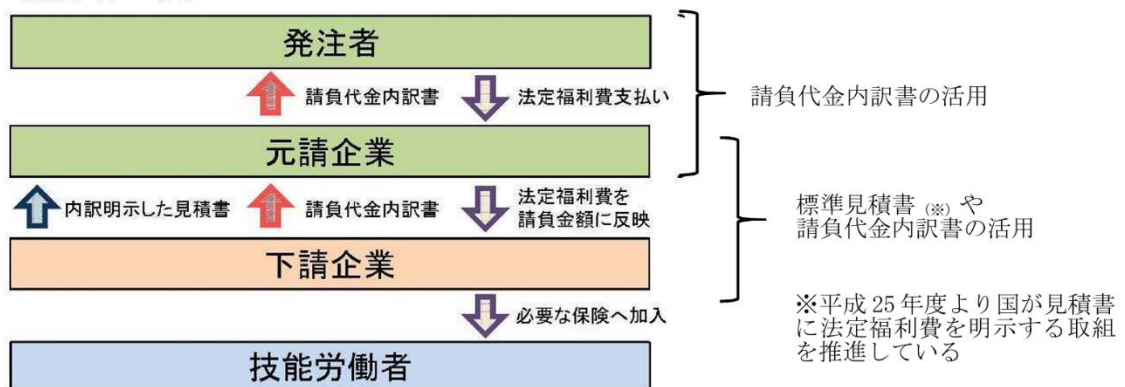 発注者
請負代金内訳書
法定福利費支払い
請負代金内訳書の活用
元請企業
内訳明示した見積書
請負代金内訳書
法定福利費を
請負金額に反映
標準見積書(※)や
請負代金内訳書の活用
下請企業
必要な保険へ加入
※平成25年度より国が見積書
に法定福利費を明示する取組
を推進している
技能労働者